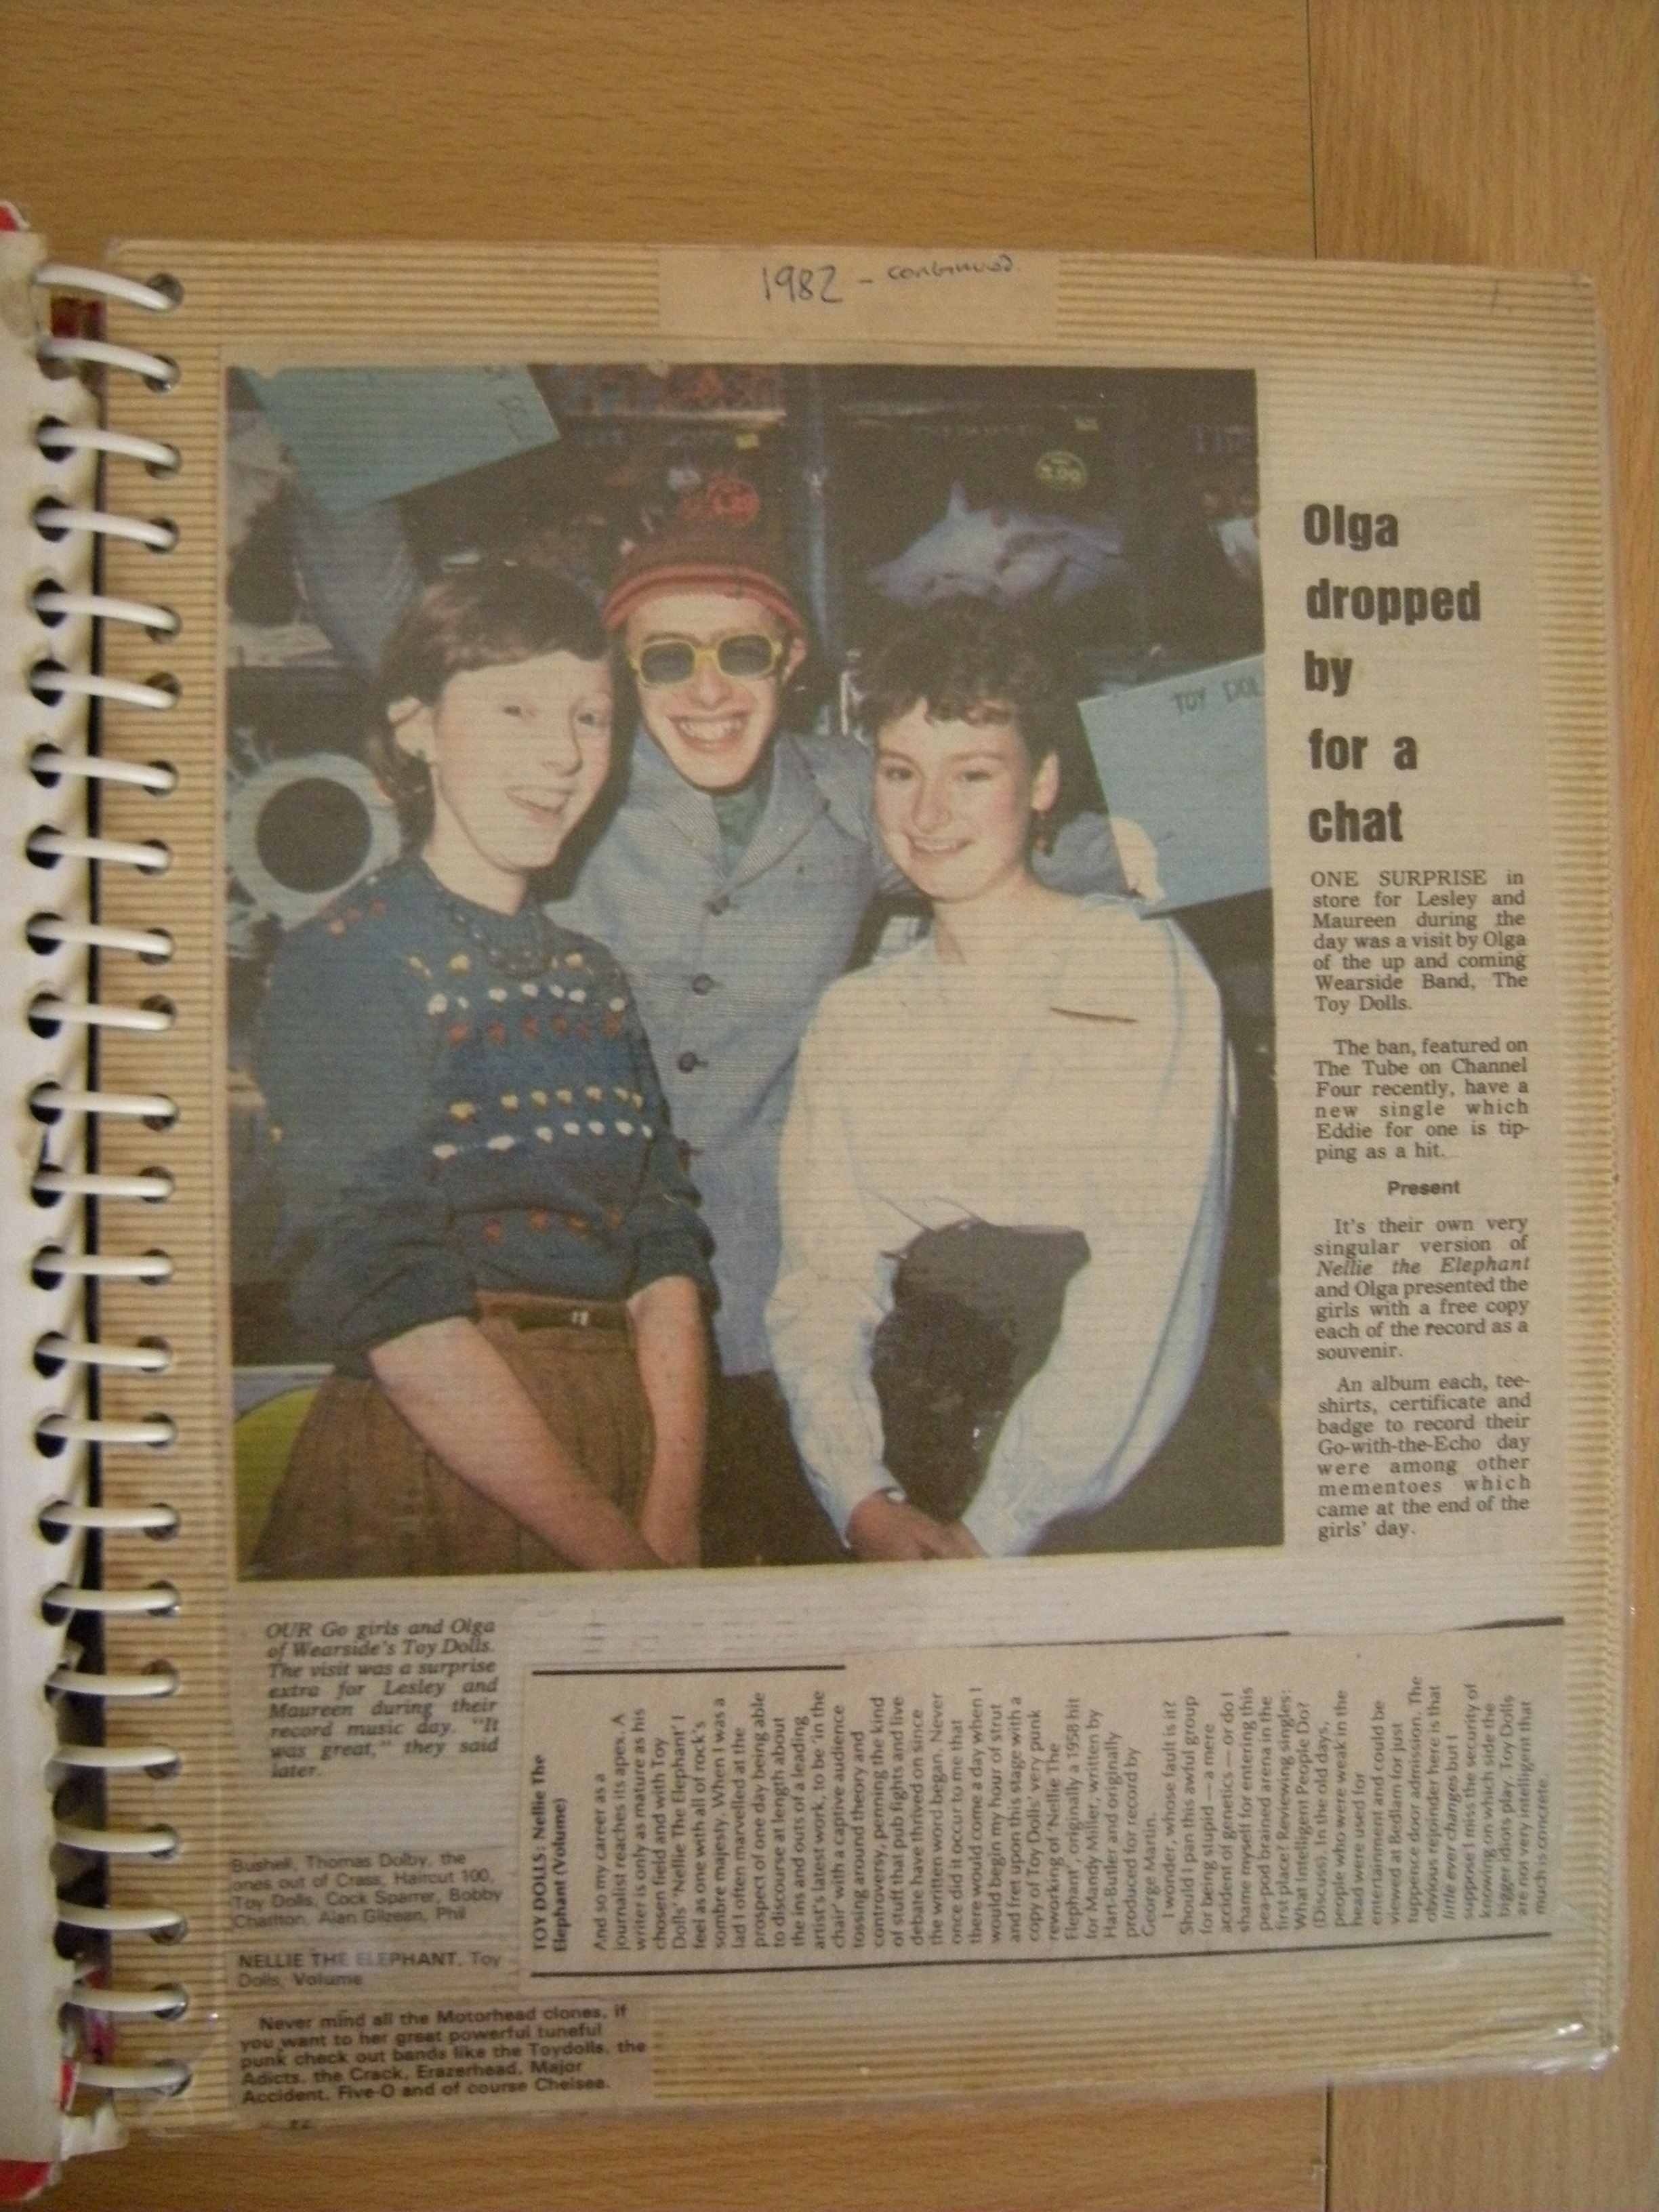 1982 - continued.
TOY DOL
Olga
dropped
by
for a
chat
ONE SURPRISE in
store for Lesley and
Maureen during the
day was a visit by Olga
of the up and coming
Wearside Band, The
Toy Dolls.
The ban, featured on
The Tube on Channel
Four recently, have a
new single which
Eddie for one is tip-
ping as a hit.
Present
It's their own very
singular version of
Nellie the Elephant
and Olga presented the
girls with a free copy
each of the record as a
souvenir.
An album each, tee-
shirts, certificate and
badge to record their
Go-with-the-Echo day
were among other
mementoes which
came at the end of the
girls' day.
OUR Go girls and Olga
of Wearside's Toy Dolls.
The visit was a surprise
extra for Lesley and
Maureen during their
record music day. "It
was great," they said
later.
Bushell, Thomas Dolby, the
ones out of Crass, Haircut 100,
Toy Dolls, Cock Sparrer, Bobby
Charlton, Alan Gilzean, Phil
NELLIE THE ELEPHANT, Toy
Dolls, Volume
Never mind all the Motorhead clones, if
you want to her great powerful tuneful
punk check out bands like the Toydolls, the
Adicts, the Crack, Erazerhead, Major
Accident, Five-O and of course Chelsea.
TOY DOLLS: Nellie The
Elephant (Volume)
And so my career as a
journalist reaches its apex. A
writer is only as mature as his
chosen field and with Toy
Dolls' 'Nellie The Elephant' I
feel as one with all of rock's
sombre majesty. When I was a
lad I often marvelled at the
prospect of one day being able
to discourse at length about
the ins and outs of a leading
artist's latest work, to be 'in the
chair' with a captive audience
tossing around theory and
controversy, penning the kind
of stuff that pub fights and live
debate have thrived on since
the written word began. Never
once did it occur to me that
there would come a day when I
would begin my hour of strut
and fret upon this stage with a
copy of Toy Dolls' very punk
reworking of 'Nellie The
Elephant', originally a 1958 hit
for Mandy Miller, written by
Hart-Butler and originally
produced for record by
George Martin.
I wonder, whose fault is it?
Should I pan this awful group
for being stupid — a mere
accident of genetics — or do I
shame myself for entering this
pea-pod brained arena in the
first place? Reviewing singles:
What Intelligent People Do?
(Discuss). In the old days,
people who were weak in the
head were used for
entertainment and could be
viewed at Bedlam for just
tuppence door admission. The
obvious rejoinder here is that
little ever changes but I
suppose I miss the security of
knowing on which side the
bigger idiots play. Toy Dolls
are not very intelligent that
much is concrete.